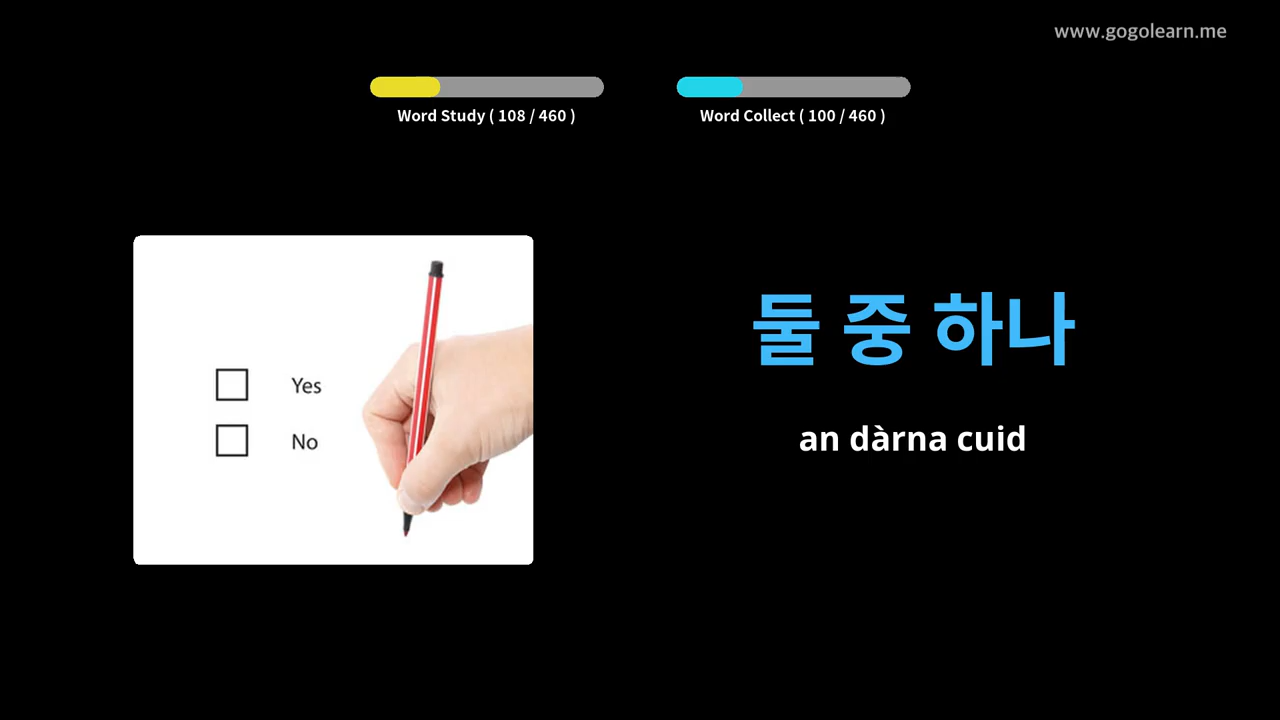 www.gogolearn.me
Word Study ( 108 / 460 )
Word Collect ( 100 / 460 )
Yes
No
둘 중 하나
an dàrna cuid